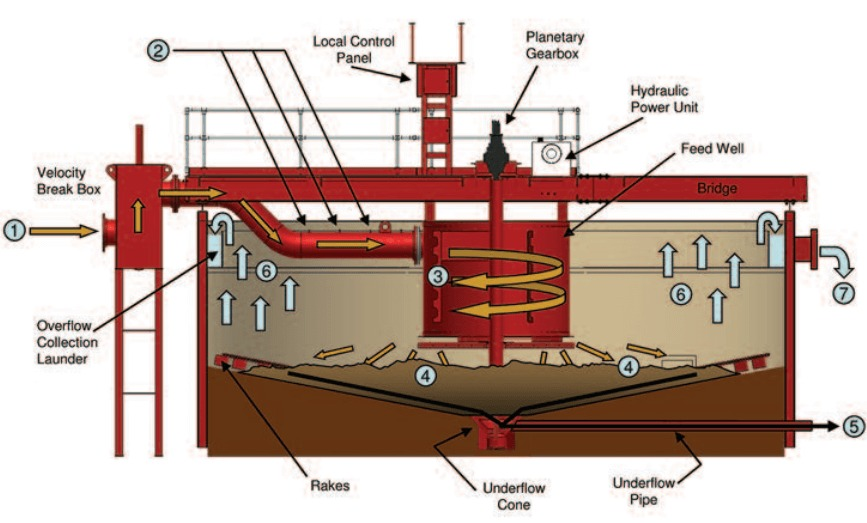 2
Local Control
Panel
Planetary
Gearbox
Hydraulic
Power Unit
Feed Well
Velocity
Break Box
Bridge
1
3
6
6
7
Overflow
Collection
Launder
4
4
5
Rakes
Underflow
Cone
Underflow
Pipe